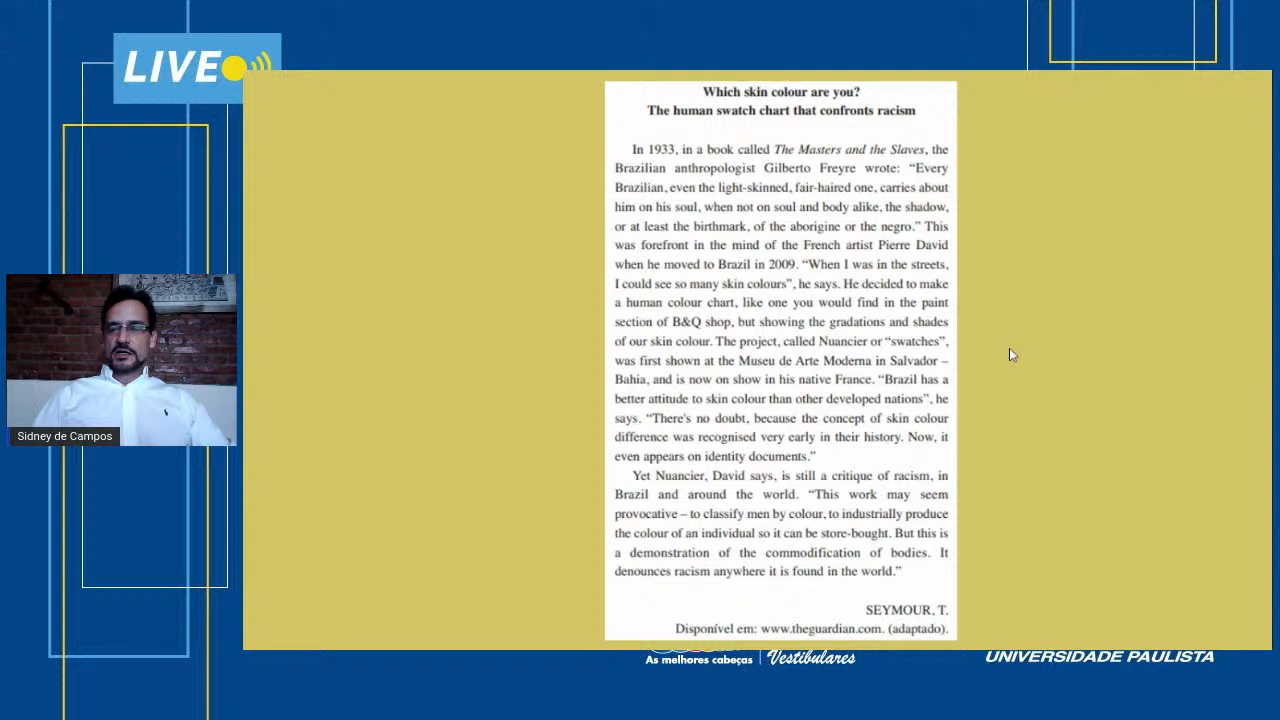 LIVE
Which skin colour are you?
The human swatch chart that confronts racism
In 1933, in a book called The Masters and the Slaves, the
Brazilian anthropologist Gilberto Freyre wrote: “Every
Brazilian, even the light-skinned, fair-haired one, carries about
him on his soul, when not on soul and body alike, the shadow,
or at least the birthmark, of the aborigine or the negro.” This
was forefront in the mind of the French artist Pierre David
when he moved to Brazil in 2009. “When I was in the streets,
I could see so many skin colours”, he says. He decided to make
a human colour chart, like one you would find in the paint
section of B&Q shop, but showing the gradations and shades
of our skin colour. The project, called Nuancier or “swatches”,
was first shown at the Museu de Arte Moderna in Salvador –
Bahia, and is now on show in his native France. “Brazil has a
better attitude to skin colour than other developed nations”, he
says. “There's no doubt, because the concept of skin colour
difference was recognised very early in their history. Now, it
even appears on identity documents.”
Yet Nuancier, David says, is still a critique of racism, in
Brazil and around the world. “This work may seem
provocative – to classify men by colour, to industrially produce
the colour of an individual so it can be store-bought. But this is
a demonstration of the commodification of bodies. It
denounces racism anywhere it is found in the world.”
SEYMOUR, T.
Disponível em: www.theguardian.com. (adaptado).
Sidney de Campos
As melhores cabeças
Vestibulares
UNIVERSIDADE PAULISTA